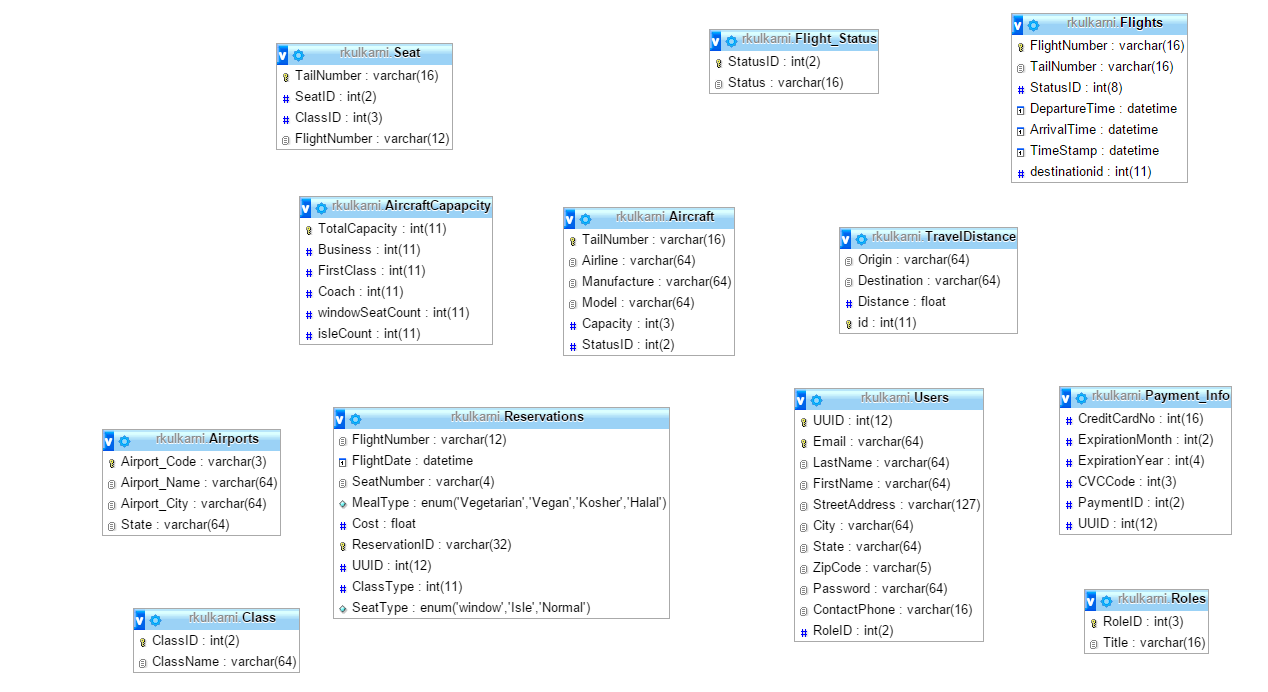 rkulkarni.Seat
TailNumber : varchar(16)
SeatID : int(2)
ClassID : int(3)
FlightNumber : varchar(12)
rkulkarni.Flight_Status
StatusID : int(2)
Status : varchar(16)
rkulkarni.Flights
FlightNumber : varchar(16)
TailNumber : varchar(16)
StatusID : int(8)
DepartureTime : datetime
ArrivalTime : datetime
TimeStamp : datetime
destinationid : int(11)
rkulkarni.AircraftCapapcity
TotalCapacity : int(11)
Business : int(11)
FirstClass : int(11)
Coach : int(11)
windowSeatCount : int(11)
isleCount : int(11)
rkulkarni.Aircraft
TailNumber : varchar(16)
Airline : varchar(64)
Manufacture : varchar(64)
Model : varchar(64)
Capacity : int(3)
StatusID : int(2)
rkulkarni.TravelDistance
Origin : varchar(64)
Destination : varchar(64)
Distance : float
id : int(11)
rkulkarni.Airports
Airport_Code : varchar(3)
Airport_Name : varchar(64)
Airport_City : varchar(64)
State : varchar(64)
rkulkarni.Reservations
FlightNumber : varchar(12)
FlightDate : datetime
SeatNumber : varchar(4)
MealType : enum('Vegetarian','Vegan','Kosher','Halal')
Cost : float
ReservationID : varchar(32)
UUID : int(12)
ClassType : int(11)
SeatType : enum('window','Isle','Normal')
rkulkarni.Users
UUID : int(12)
Email : varchar(64)
LastName : varchar(64)
FirstName : varchar(64)
StreetAddress : varchar(127)
City : varchar(64)
State : varchar(64)
ZipCode : varchar(5)
Password : varchar(64)
ContactPhone : varchar(16)
RoleID : int(2)
rkulkarni.Payment_Info
CreditCardNo : int(16)
ExpirationMonth : int(2)
ExpirationYear : int(4)
CVCCode : int(3)
PaymentID : int(2)
UUID : int(12)
rkulkarni.Class
ClassID : int(2)
ClassName : varchar(64)
rkulkarni.Roles
RoleID : int(3)
Title : varchar(16)